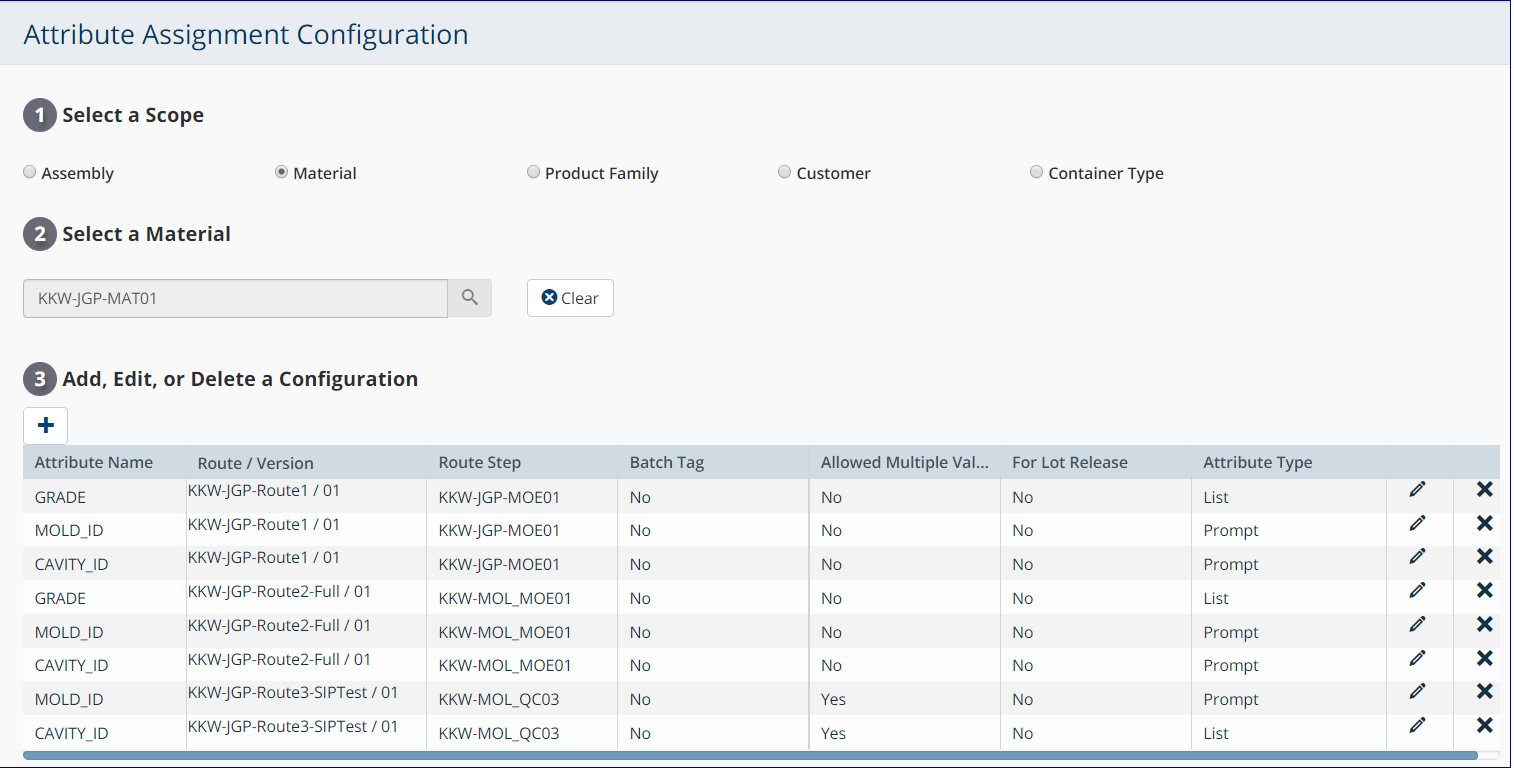 Attribute Assignment Configuration
1 Select a Scope
Assembly Material Product Family Customer Container Type
2 Select a Material
KKW-JGP-MAT01 Clear
3 Add, Edit, or Delete a Configuration
Attribute Name Route / Version Route Step Batch Tag Allowed Multiple Val... For Lot Release Attribute Type
GRADE KKW-JGP-Route1 / 01 KKW-JGP-MOE01 No No No List
MOLD_ID KKW-JGP-Route1 / 01 KKW-JGP-MOE01 No No No Prompt
CAVITY_ID KKW-JGP-Route1 / 01 KKW-JGP-MOE01 No No No Prompt
GRADE KKW-JGP-Route2-Full / 01 KKW-MOL_MOE01 No No No List
MOLD_ID KKW-JGP-Route2-Full / 01 KKW-MOL_MOE01 No No No Prompt
CAVITY_ID KKW-JGP-Route2-Full / 01 KKW-MOL_MOE01 No No No Prompt
MOLD_ID KKW-JGP-Route3-SIPTest / 01 KKW-MOL_QC03 No Yes No Prompt
CAVITY_ID KKW-JGP-Route3-SIPTest / 01 KKW-MOL_QC03 No Yes No List